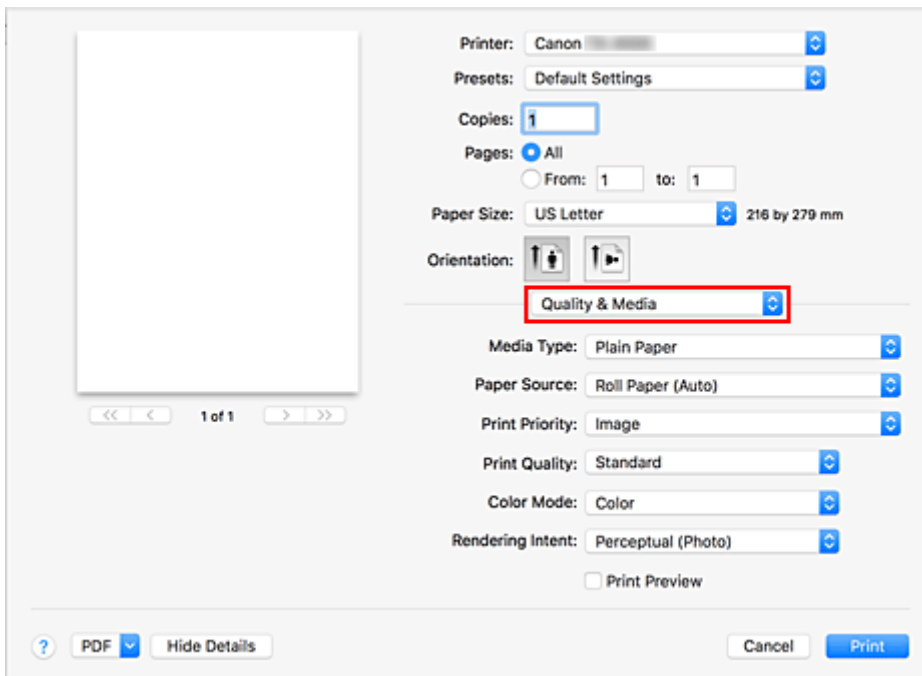 Printer: Canon
Presets: Default Settings
Copies: 1
Pages: All
From: 1 to: 1
Paper Size: US Letter 216 by 279 mm
Orientation:
Quality & Media
Media Type: Plain Paper
Paper Source: Roll Paper (Auto)
<< < 1 of 1 > >>
Print Priority: Image
Print Quality: Standard
Color Mode: Color
Rendering Intent: Perceptual (Photo)
Print Preview
? PDF Hide Details Cancel Print